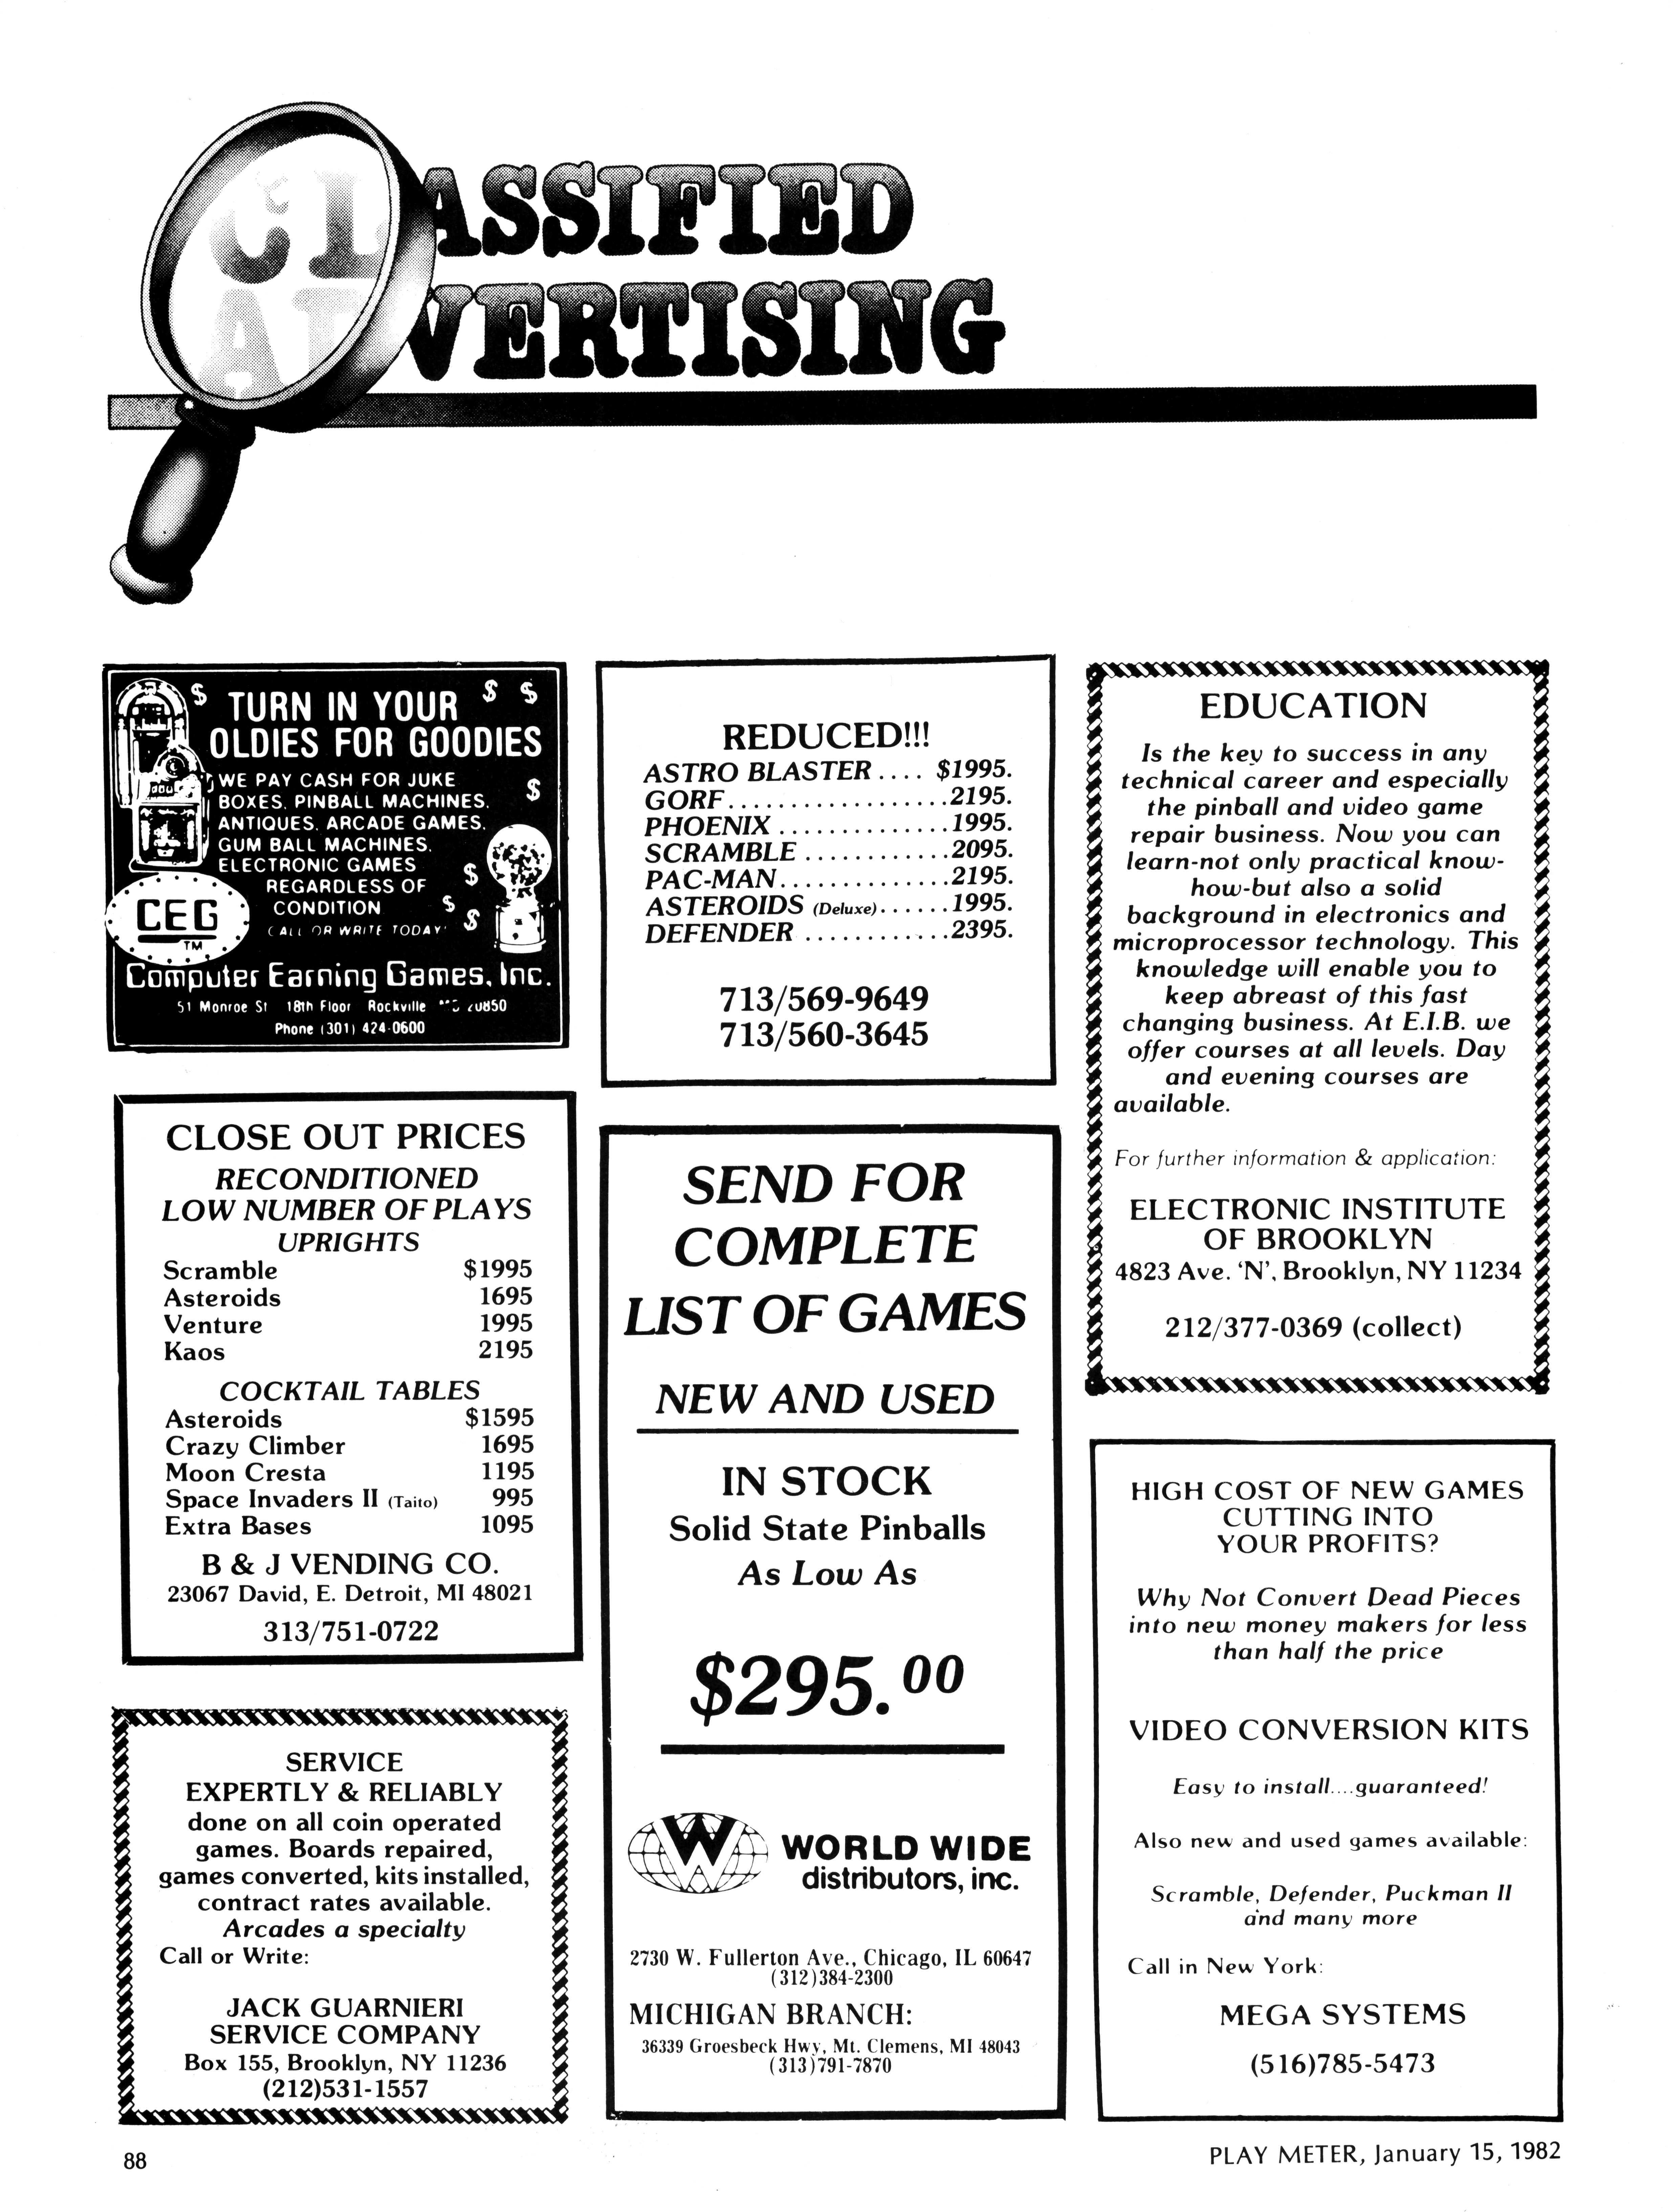 CLASSIFIED
ADVERTISING
$ TURN IN YOUR $ $
OLDIES FOR GOODIES
WE PAY CASH FOR JUKE
BOXES, PINBALL MACHINES, $
ANTIQUES, ARCADE GAMES,
GUM BALL MACHINES,
ELECTRONIC GAMES $
REGARDLESS OF
CONDITION $ $
CALL OR WRITE TODAY!
CEG
TM
Computer Earning Games, Inc.
51 Monroe St 18th Floor Rockville 20850
Phone (301) 424-0600
CLOSE OUT PRICES
RECONDITIONED
LOW NUMBER OF PLAYS
UPRIGHTS
Scramble $1995
Asteroids 1695
Venture 1995
Kaos 2195
COCKTAIL TABLES
Asteroids $1595
Crazy Climber 1695
Moon Cresta 1195
Space Invaders II (Taito) 995
Extra Bases 1095
B & J VENDING CO.
23067 David, E. Detroit, MI 48021
313/751-0722
SERVICE
EXPERTLY & RELIABLY
done on all coin operated
games. Boards repaired,
games converted, kits installed,
contract rates available.
Arcades a specialty
Call or Write:
JACK GUARNIERI
SERVICE COMPANY
Box 155, Brooklyn, NY 11236
(212)531-1557
REDUCED!!!
ASTRO BLASTER .... $1995.
GORF..................2195.
PHOENIX ..............1995.
SCRAMBLE ............2095.
PAC-MAN..............2195.
ASTEROIDS (Deluxe)......1995.
DEFENDER ............2395.
713/569-9649
713/560-3645
SEND FOR
COMPLETE
LIST OF GAMES
NEW AND USED
IN STOCK
Solid State Pinballs
As Low As
$295.00
W
WORLD WIDE
distributors, inc.
2730 W. Fullerton Ave., Chicago, IL 60647
(312)384-2300
MICHIGAN BRANCH:
36339 Groesbeck Hwy, Mt. Clemens, MI 48043
(313)791-7870
EDUCATION
Is the key to success in any
technical career and especially
the pinball and video game
repair business. Now you can
learn-not only practical know-
how-but also a solid
background in electronics and
microprocessor technology. This
knowledge will enable you to
keep abreast of this fast
changing business. At E.I.B. we
offer courses at all levels. Day
and evening courses are
available.
For further information & application:
ELECTRONIC INSTITUTE
OF BROOKLYN
4823 Ave. 'N', Brooklyn, NY 11234
212/377-0369 (collect)
HIGH COST OF NEW GAMES
CUTTING INTO
YOUR PROFITS?
Why Not Convert Dead Pieces
into new money makers for less
than half the price
VIDEO CONVERSION KITS
Easy to install....guaranteed!
Also new and used games available:
Scramble, Defender, Puckman II
and many more
Call in New York:
MEGA SYSTEMS
(516)785-5473
88
PLAY METER, January 15, 1982